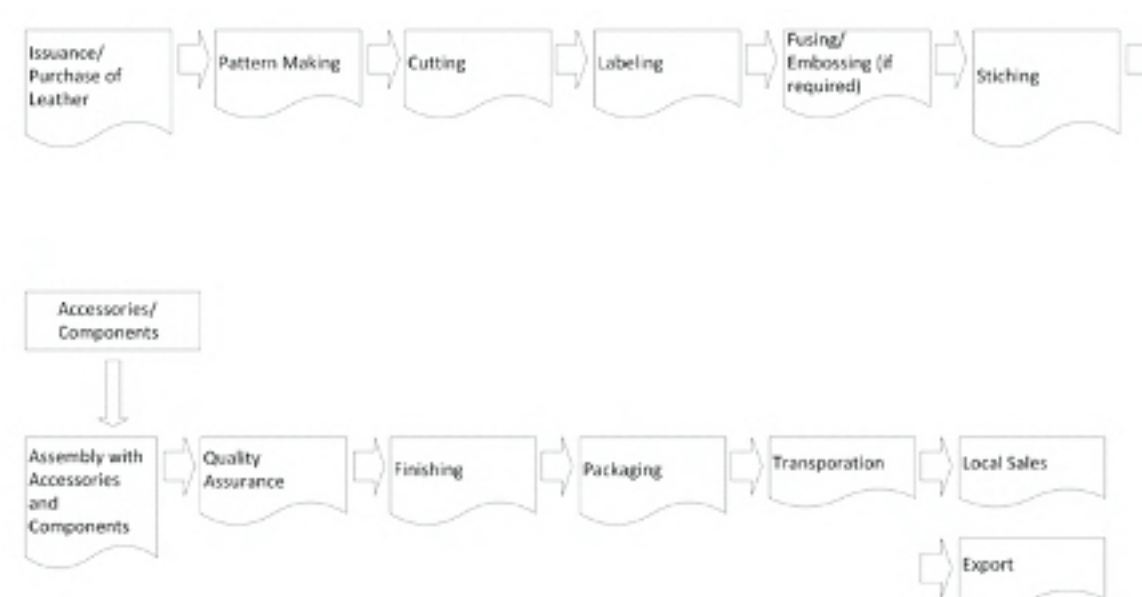 Issuance/
Purchase of
Leather
Pattern Making
Cutting
Labeling
Fusing/
Embossing (if
required)
Stiching
Accessories/
Components
Assembly with
Accessories
and
Components
Quality
Assurance
Finishing
Packaging
Transporation
Local Sales
Export